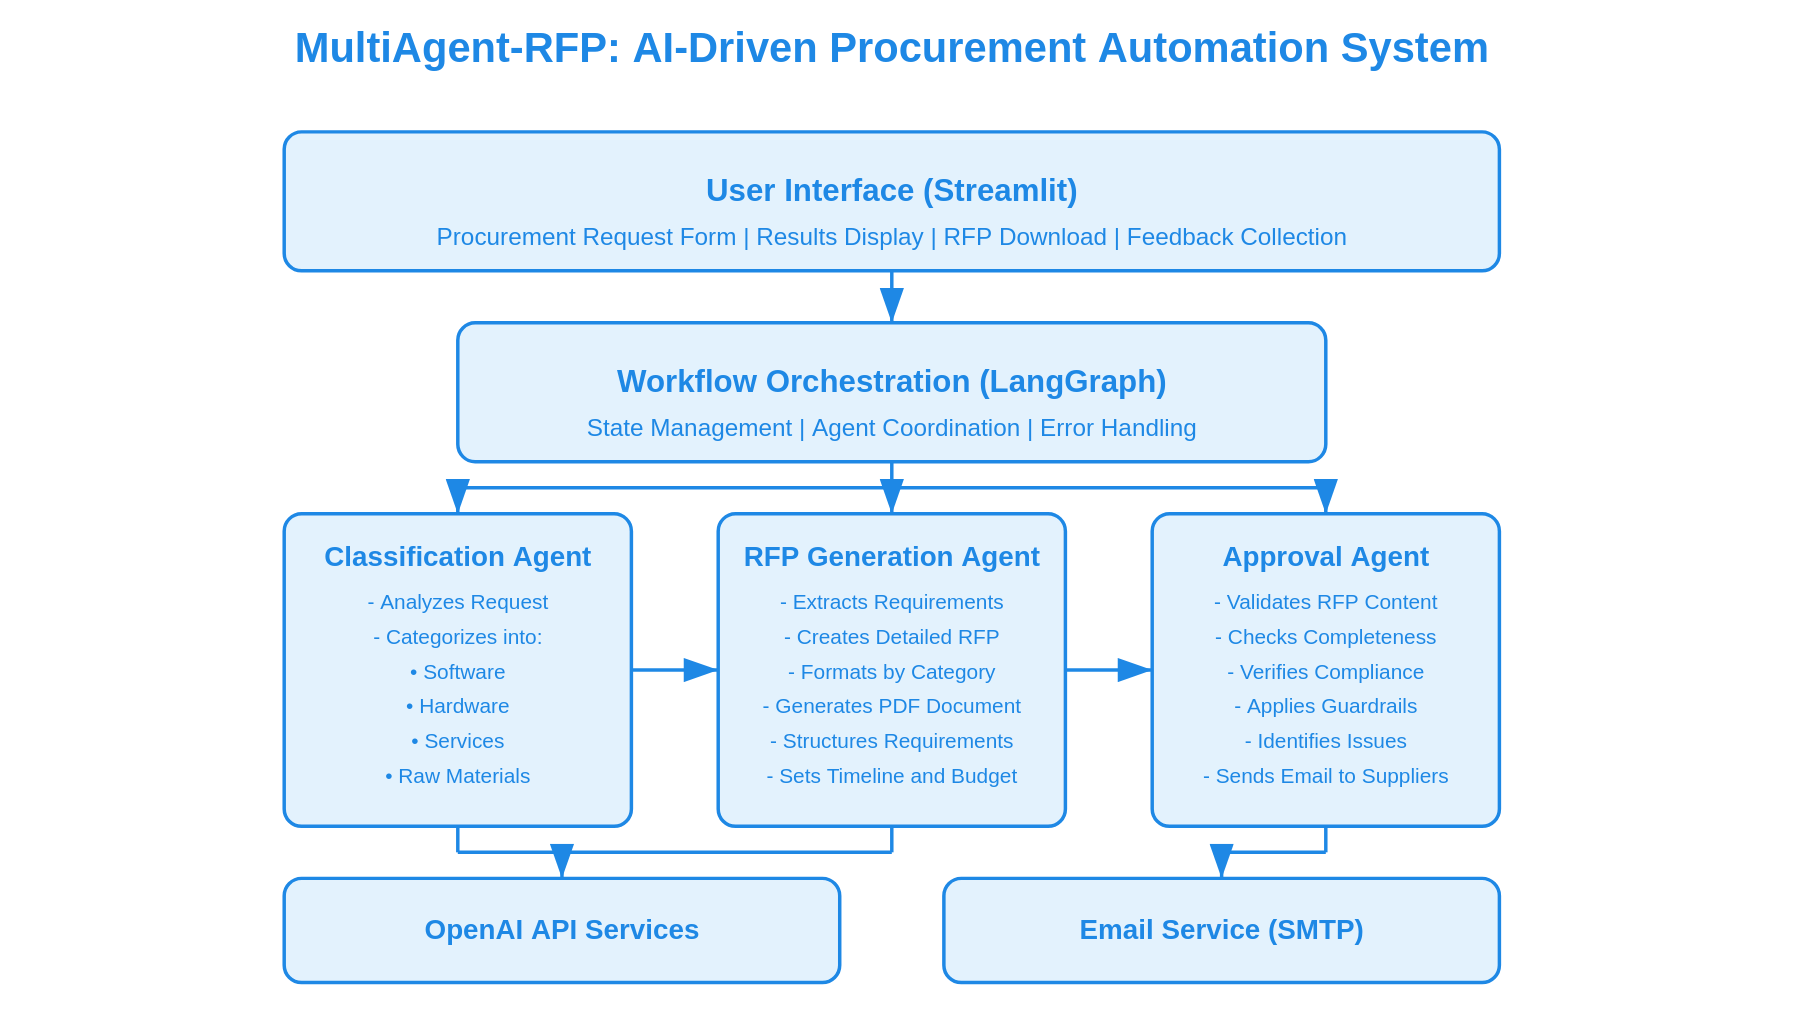 MultiAgent-RFP: AI-Driven Procurement Automation System
User Interface (Streamlit)
Procurement Request Form | Results Display | RFP Download | Feedback Collection
Workflow Orchestration (LangGraph)
State Management | Agent Coordination | Error Handling
Classification Agent
- Analyzes Request
- Categorizes into:
• Software
• Hardware
• Services
• Raw Materials
RFP Generation Agent
- Extracts Requirements
- Creates Detailed RFP
- Formats by Category
- Generates PDF Document
- Structures Requirements
- Sets Timeline and Budget
Approval Agent
- Validates RFP Content
- Checks Completeness
- Verifies Compliance
- Applies Guardrails
- Identifies Issues
- Sends Email to Suppliers
OpenAI API Services
Email Service (SMTP)